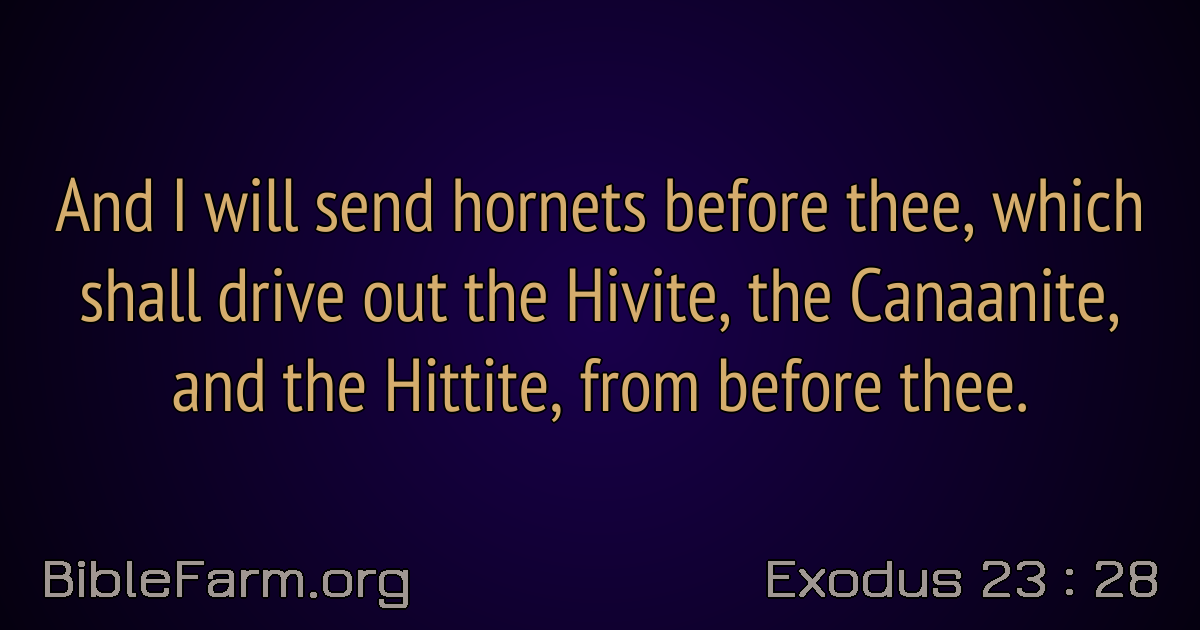 And I will send hornets before thee, which
shall drive out the Hivite, the Canaanite,
and the Hittite, from before thee.
BibleFarm.org
Exodus 23 : 28